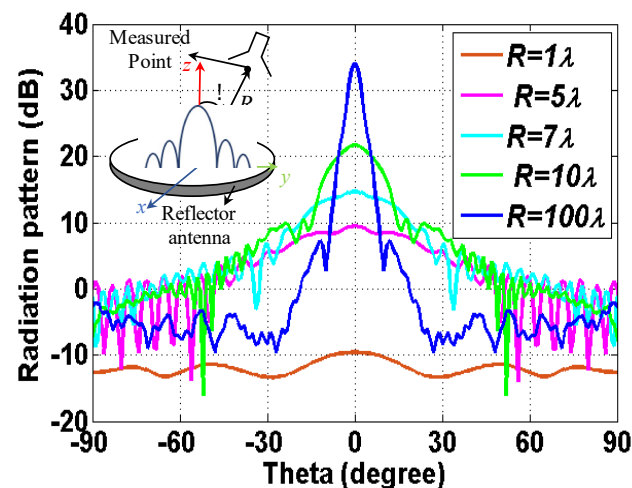 40
30
20
10
0
-10
-20
-90
-60
-30
0
30
60
90
Radiation pattern (dB)
Theta (degree)
Measured
Point
z
!
R
y
x
Reflector
antenna
R=1λ
R=5λ
R=7λ
R=10λ
R=100λ